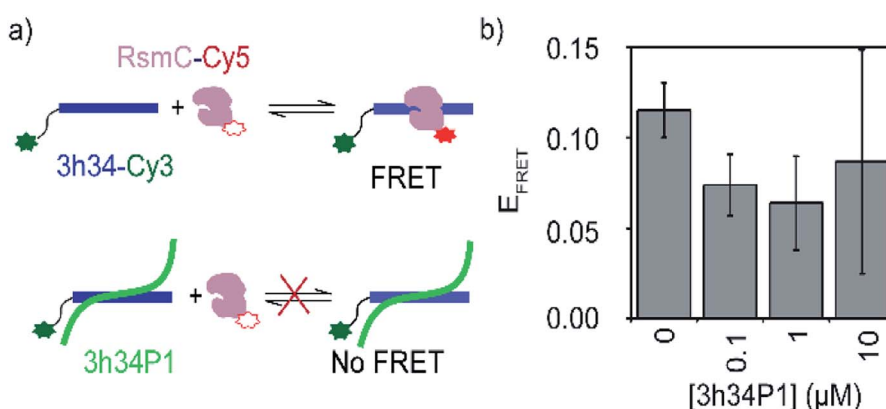 a)
RsmC-Cy5
+
3h34-Cy3
FRET
+
3h34P1
No FRET
b)
0.15
0.10
0.05
0.00
E_FRET
0
0.1
1
10
[3h34P1] (µM)